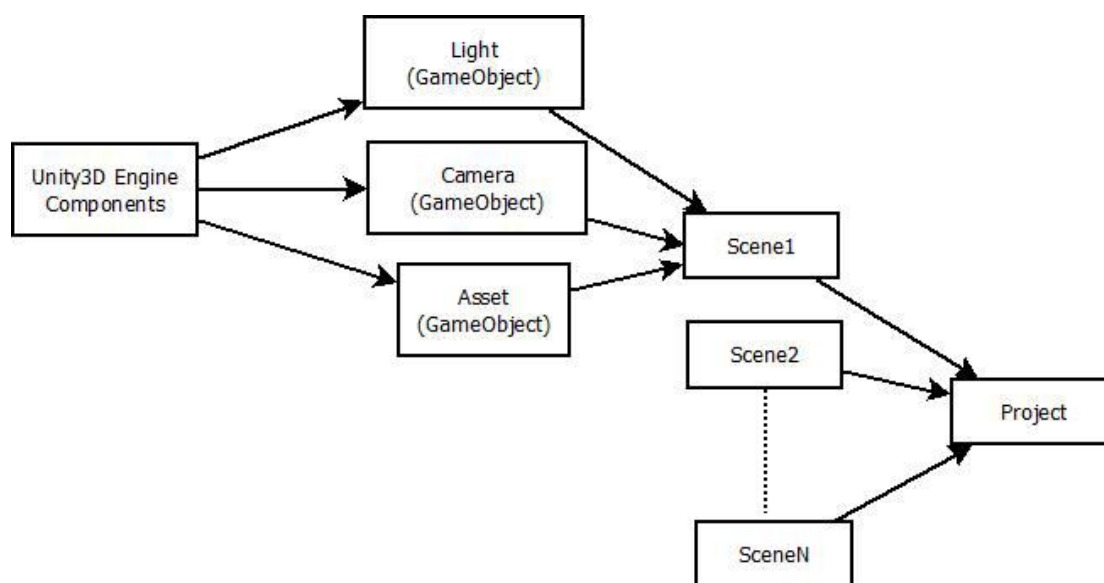 Light
(GameObject)
Unity3D Engine
Components
Camera
(GameObject)
Asset
(GameObject)
Scene1
Scene2
Project
SceneN